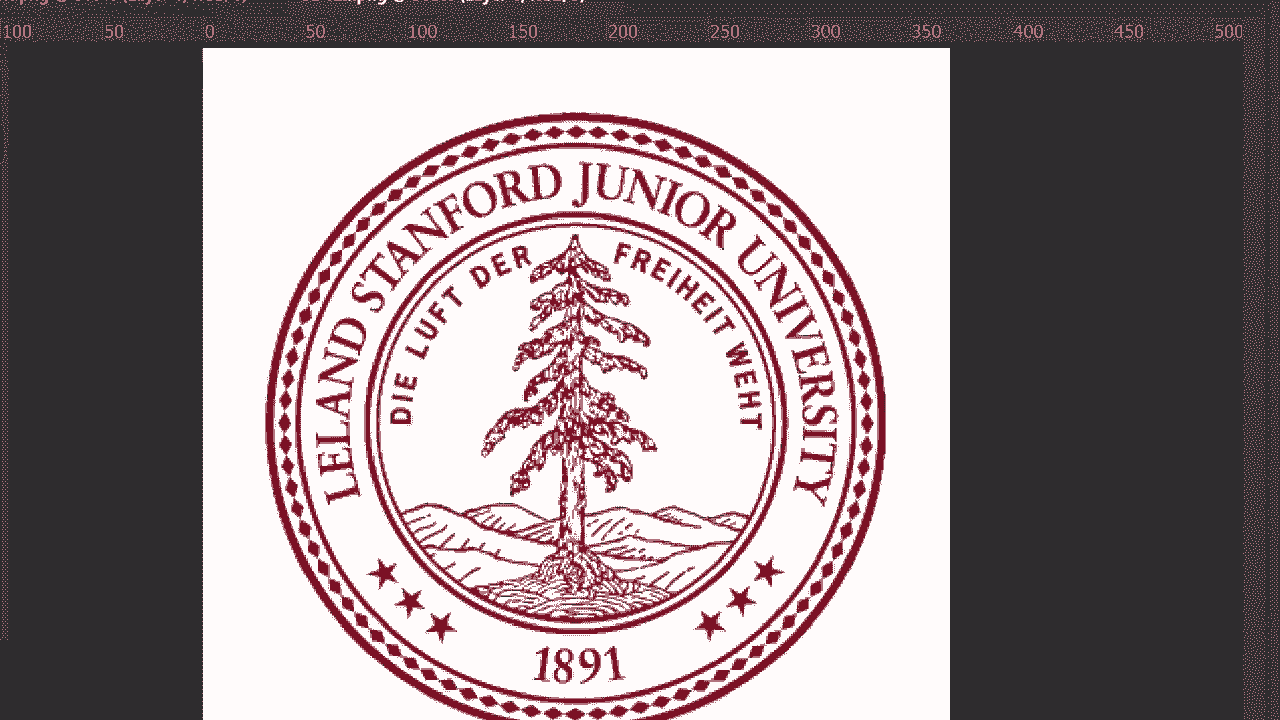 100 50 0 50 100 150 200 250 300 350 400 450 500
LELAND STANFORD JUNIOR UNIVERSITY
DIE LUFT DER FREIHEIT WEHT
1891